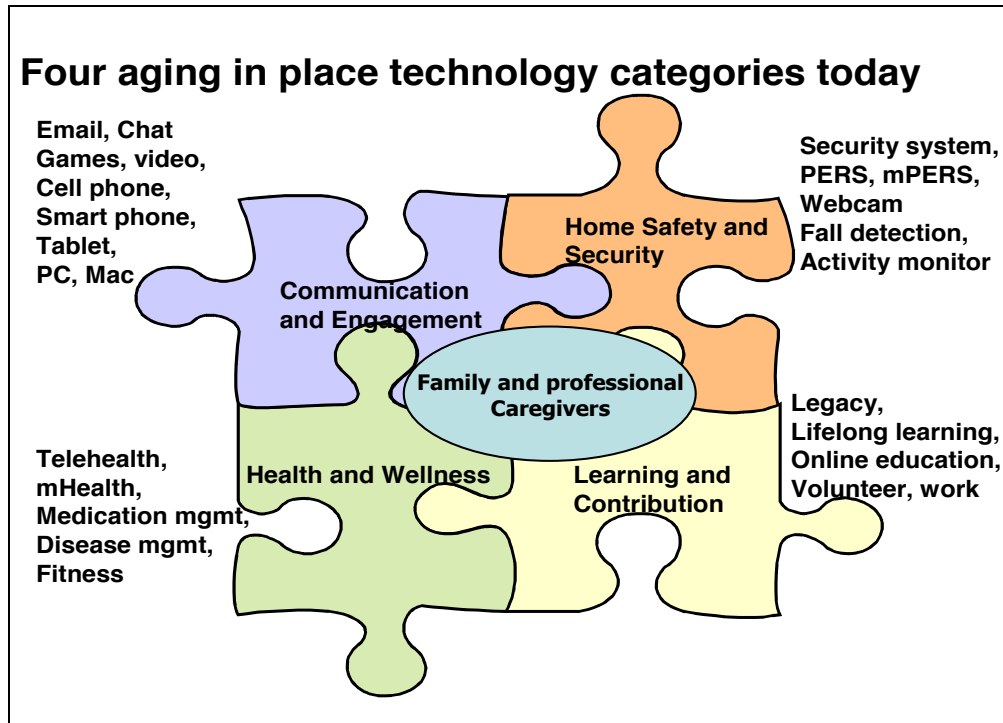 Four aging in place technology categories today
Email, Chat
Games, video,
Cell phone,
Smart phone,
Tablet,
PC, Mac
Security system,
PERS, mPERS,
Webcam
Fall detection,
Activity monitor
Home Safety and
Security
Communication
and Engagement
Family and professional
Caregivers
Telehealth,
mHealth,
Medication mgmt,
Disease mgmt,
Fitness
Health and Wellness
Learning and
Contribution
Legacy,
Lifelong learning,
Online education,
Volunteer, work